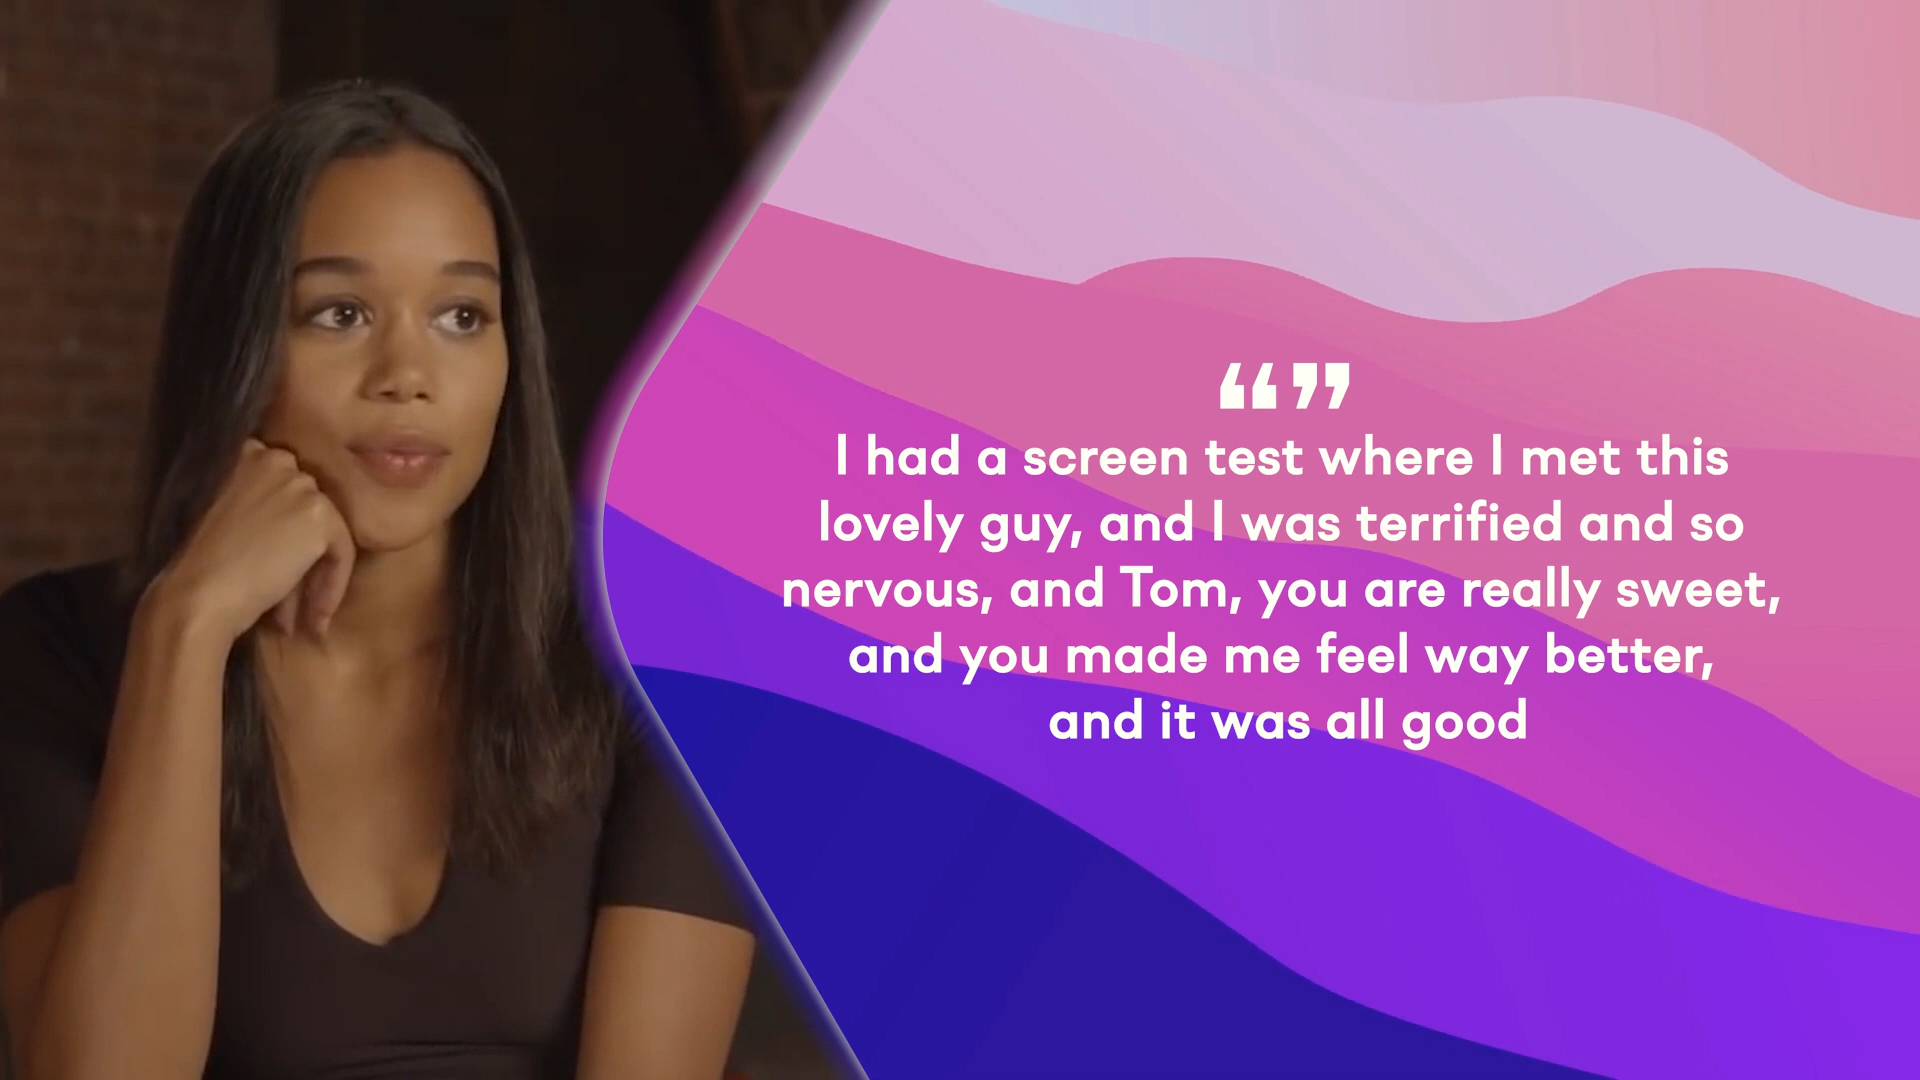 “”
I had a screen test where I met this
lovely guy, and I was terrified and so
nervous, and Tom, you are really sweet,
and you made me feel way better,
and it was all good